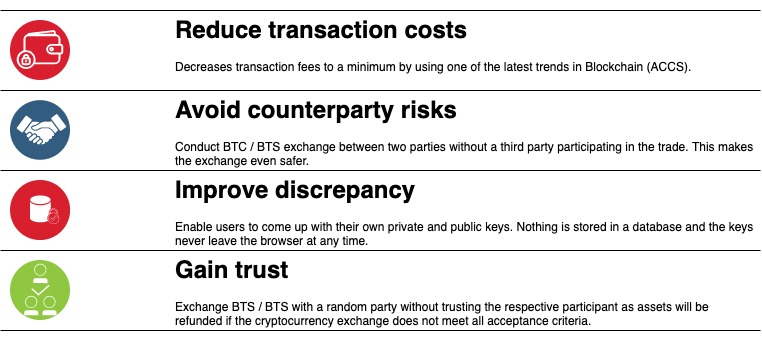 Reduce transaction costs
Decreases transaction fees to a minimum by using one of the latest trends in Blockchain (ACCS).
Avoid counterparty risks
Conduct BTC / BTS exchange between two parties without a third party participating in the trade. This makes
the exchange even safer.
Improve discrepancy
Enable users to come up with their own private and public keys. Nothing is stored in a database and the keys
never leave the browser at any time.
Gain trust
Exchange BTS / BTS with a random party without trusting the respective participant as assets will be
refunded if the cryptocurrency exchange does not meet all acceptance criteria.